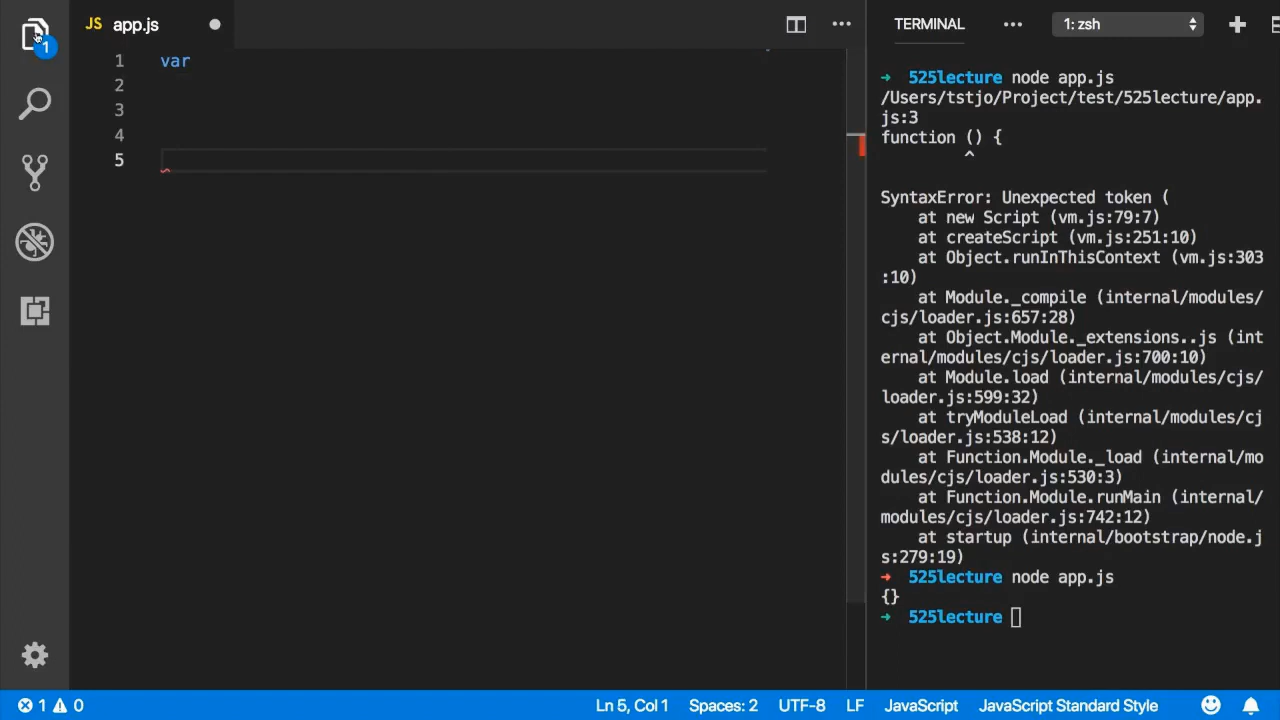 1
JS app.js
1 var
2
3
4
5
TERMINAL
1: zsh
➜ 525lecture node app.js
/Users/tstjo/Project/test/525lecture/app.
js:3
function () {
^
SyntaxError: Unexpected token (
at new Script (vm.js:79:7)
at createScript (vm.js:251:10)
at Object.runInThisContext (vm.js:303
:10)
at Module._compile (internal/modules/
cjs/loader.js:657:28)
at Object.Module._extensions..js (int
ernal/modules/cjs/loader.js:700:10)
at Module.load (internal/modules/cjs/
loader.js:599:32)
at tryModuleLoad (internal/modules/cj
s/loader.js:538:12)
at Function.Module._load (internal/mo
dules/cjs/loader.js:530:3)
at Function.Module.runMain (internal/
modules/cjs/loader.js:742:12)
at startup (internal/bootstrap/node.j
s:279:19)
➜ 525lecture node app.js
{}
➜ 525lecture
1 0
Ln 5, Col 1 Spaces: 2 UTF-8 LF JavaScript JavaScript Standard Style